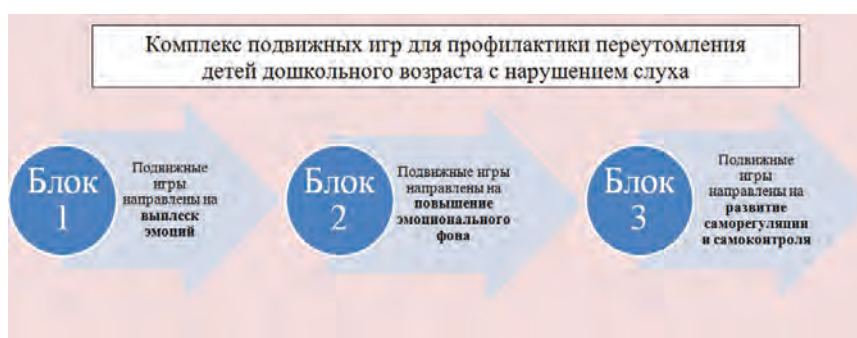 Комплекс подвижных игр для профилактики переутомления
детей дошкольного возраста с нарушением слуха
Блок
1
Подвижные
игры
направлены на
выплеск
эмоций
Блок
2
Подвижные игры
направлены на
повышение
эмоционального
фона
Блок
3
Подвижные
игры
направлены на
развитие
саморегуляции
и самоконтроля